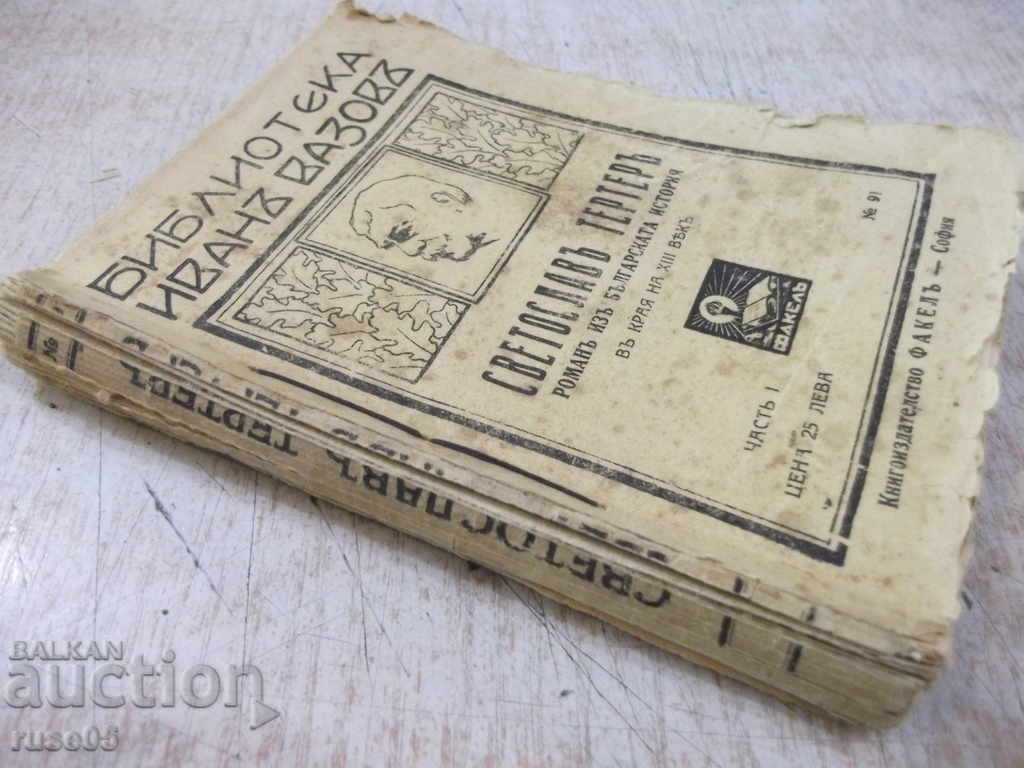 БИБЛИОТЕКА
ИВАНЪ ВАЗОВЪ
СВЕТОСЛАВЪ ТЕРТЕРЪ
РОМАНЪ ИЗЪ БЪЛГАРСКАТА ИСТОРИЯ
ВЪ КРАЯ НА XIII ВѢКЪ
ФАКЕЛЪ
№ 91
ЧАСТЬ I
ЦЕНА 25 ЛЕВА
Книгоиздателство ФАКЕЛЪ — София
СВЕТОСЛАВЪ ТЕРТЕРЪ
№
BALKAN
auction
ruse05